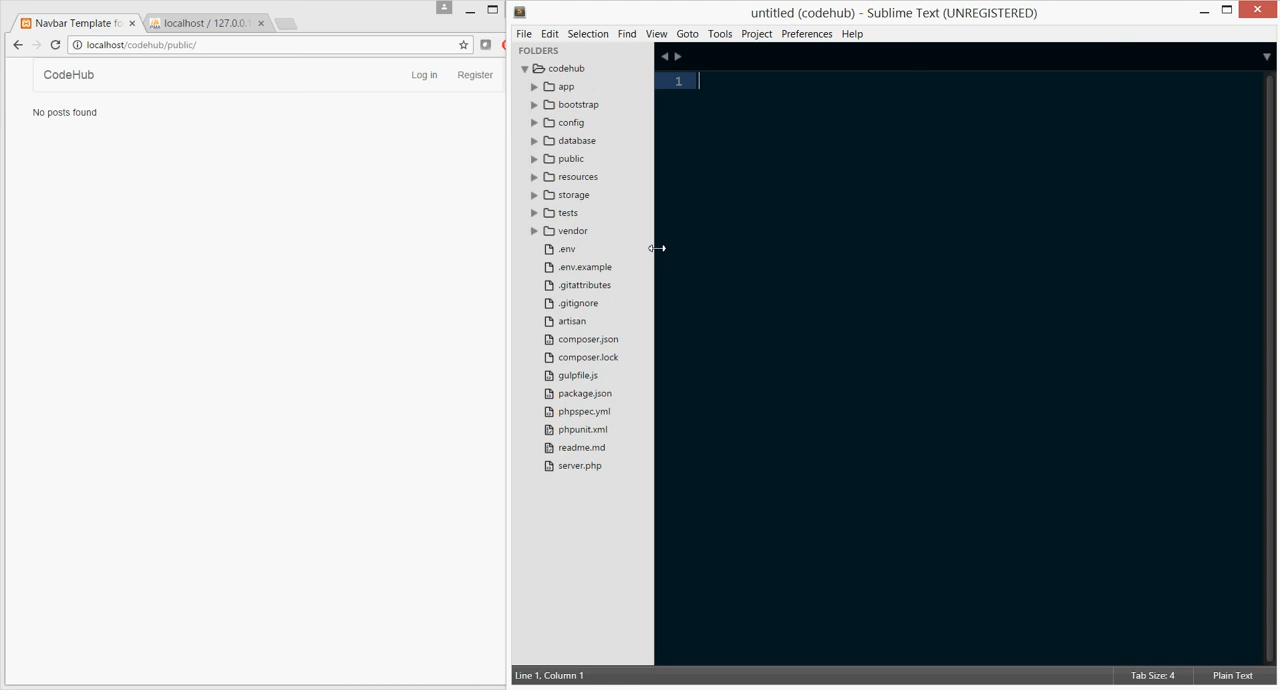 Navbar Template fo
localhost / 127.0.0.1
localhost/codehub/public/
CodeHub
Log in
Register
No posts found
untitled (codehub) - Sublime Text (UNREGISTERED)
File Edit Selection Find View Goto Tools Project Preferences Help
FOLDERS
codehub
app
bootstrap
config
database
public
resources
storage
tests
vendor
.env
.env.example
.gitattributes
.gitignore
artisan
composer.json
composer.lock
gulpfile.js
package.json
phpspec.yml
phpunit.xml
readme.md
server.php
1
Line 1, Column 1
Tab Size: 4
Plain Text